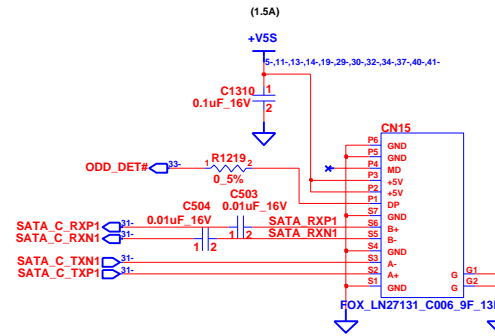 (1.5A)
+V5S
5-,11-,13-,14-,19-,29-,30-,32-,34-,37-,40-,41-
C1310 1
0.1uF_16V 2
CN15
ODD_DET# 33- 1 R1219 2
0_5%
C504 C503
0.01uF_16V 0.01uF_16V
SATA_C_RXP1 31- 1 2 SATA_RXP1
SATA_C_RXN1 31- 1 2 SATA_RXN1
SATA_C_TXN1 31-
SATA_C_TXP1 31-
P6 GND
P5 GND
P4 MD
P3 +5V
P2 +5V
P1 DP
S7 GND
S6 B+
S5 B-
S4 GND
S3 A-
S2 A+ G G1
S1 GND G G2
FOX_LN27131_C006_9F_13